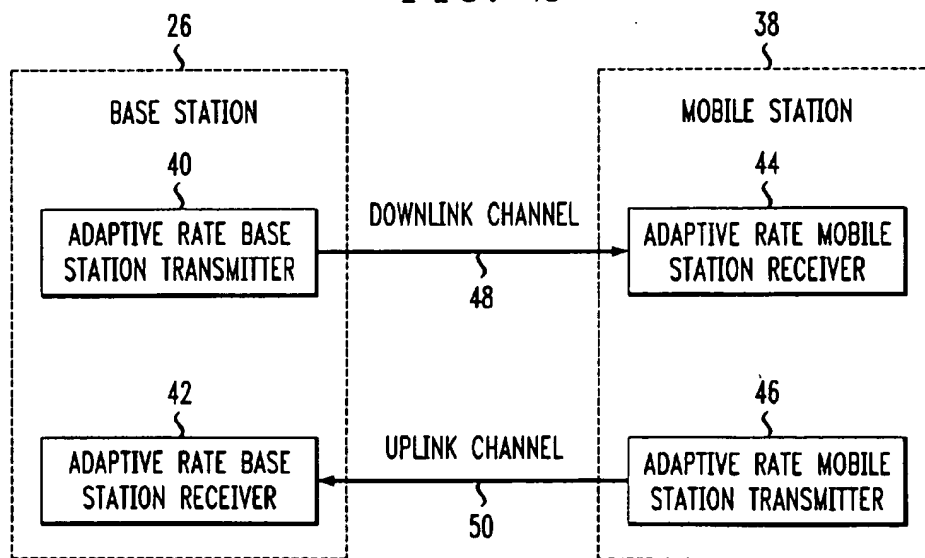 26
38
BASE STATION
MOBILE STATION
40
44
ADAPTIVE RATE BASE
STATION TRANSMITTER
DOWNLINK CHANNEL
48
ADAPTIVE RATE MOBILE
STATION RECEIVER
42
46
ADAPTIVE RATE BASE
STATION RECEIVER
UPLINK CHANNEL
50
ADAPTIVE RATE MOBILE
STATION TRANSMITTER